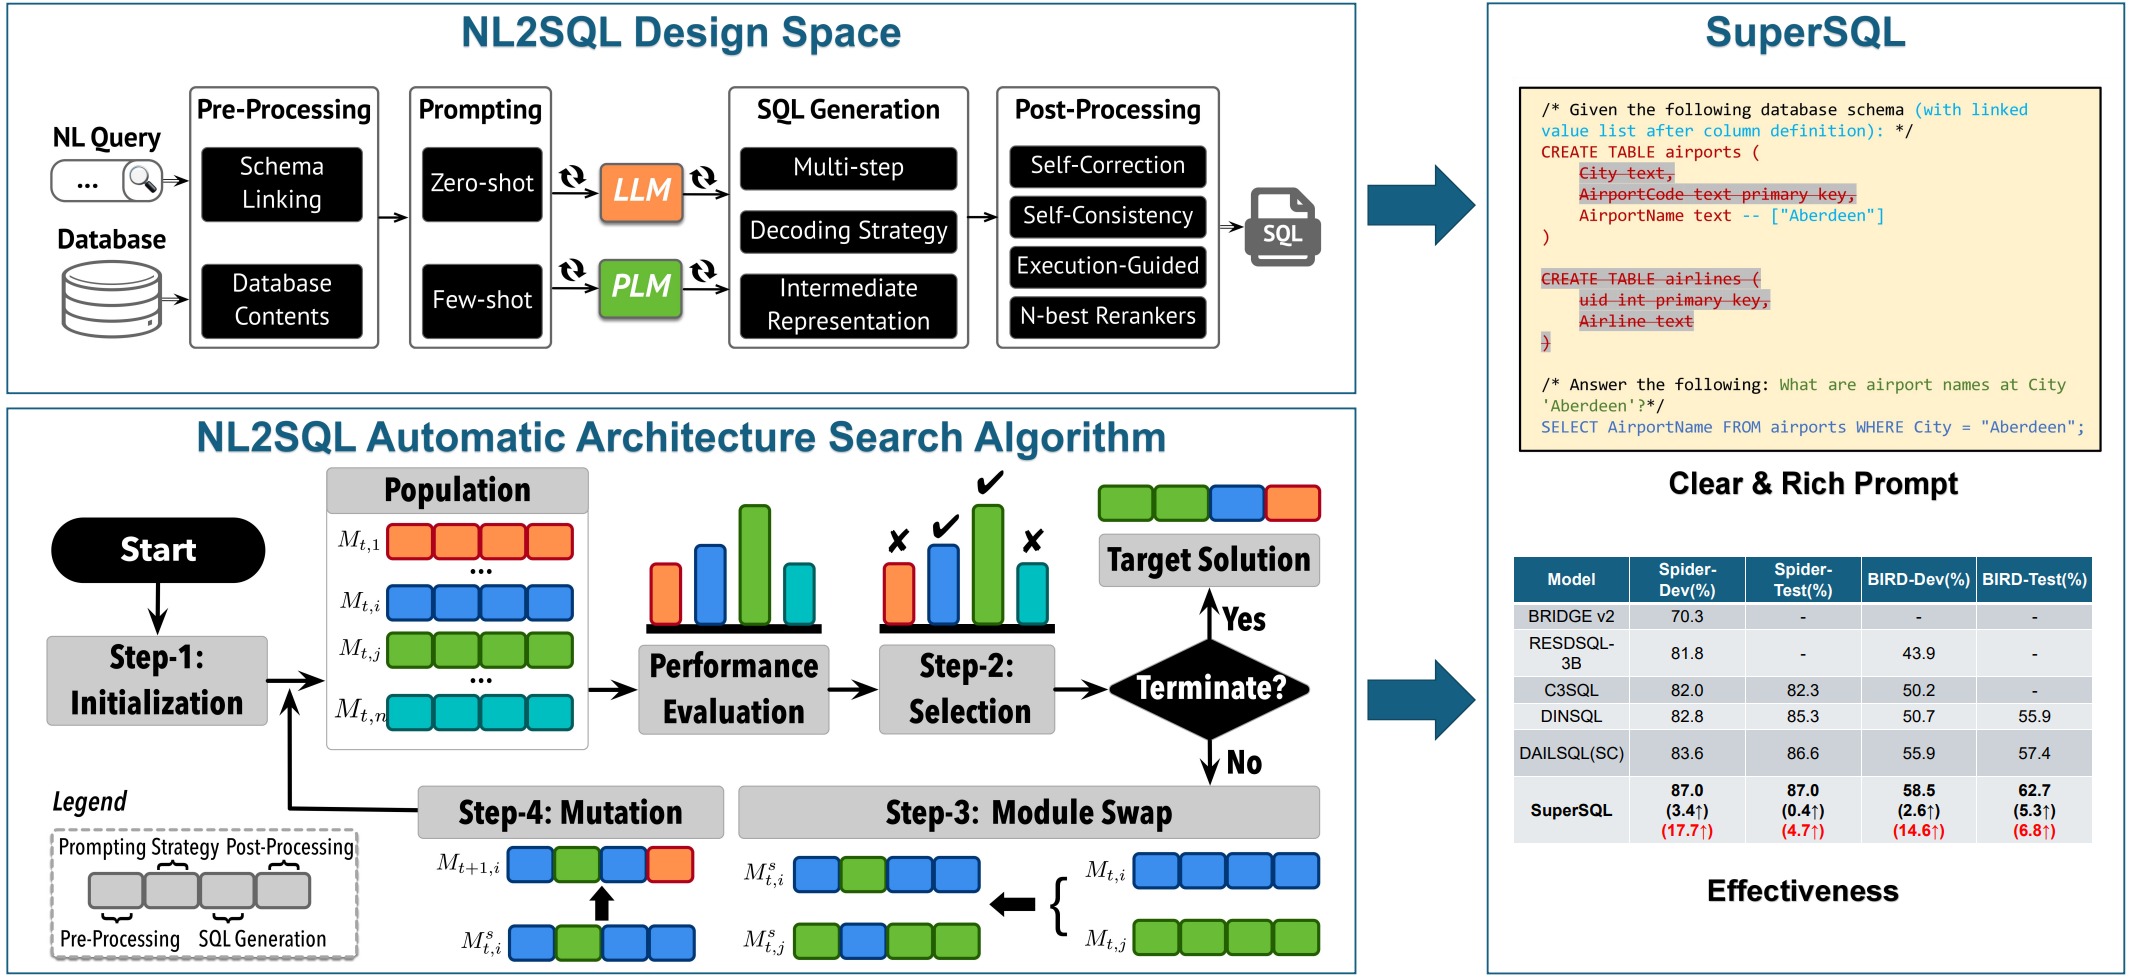 NL2SQL Design Space
NL Query
...
Database
Pre-Processing
Schema
Linking
Database
Contents
Prompting
Zero-shot
Few-shot
LLM
PLM
SQL Generation
Multi-step
Decoding Strategy
Intermediate
Representation
Post-Processing
Self-Correction
Self-Consistency
Execution-Guided
N-best Rerankers
SQL
NL2SQL Automatic Architecture Search Algorithm
Start
Step-1:
Initialization
Population
M_{t,1}
...
M_{t,i}
M_{t,j}
...
M_{t,n}
Performance
Evaluation
✘ ✔ ✔ ✘
Step-2:
Selection
Target Solution
Yes
Terminate?
No
Step-3: Module Swap
M_{t,i}
M_{t,j}
{
M^s_{t,i}
M^s_{t,j}
Step-4: Mutation
M_{t+1,i}
M^s_{t,i}
Legend
Prompting Strategy Post-Processing
Pre-Processing SQL Generation
SuperSQL
/* Given the following database schema (with linked
value list after column definition): */
CREATE TABLE airports (
City text,
AirportCode text primary key,
AirportName text -- ["Aberdeen"]
)
CREATE TABLE airlines (
uid int primary key,
Airline text
)
/* Answer the following: What are airport names at City
'Aberdeen'?*/
SELECT AirportName FROM airports WHERE City = "Aberdeen";
Clear & Rich Prompt
Model Spider-Dev(%) Spider-Test(%) BIRD-Dev(%) BIRD-Test(%)
BRIDGE v2 70.3 - - -
RESDSQL-3B 81.8 - 43.9 -
C3SQL 82.0 82.3 50.2 -
DINSQL 82.8 85.3 50.7 55.9
DAILSQL(SC) 83.6 86.6 55.9 57.4
SuperSQL 87.0 87.0 58.5 62.7
(3.4↑) (0.4↑) (2.6↑) (5.3↑)
(17.7↑) (4.7↑) (14.6↑) (6.8↑)
Effectiveness